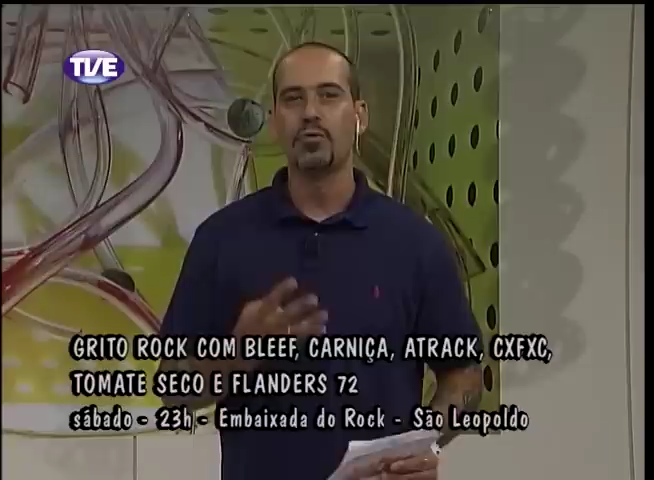 TVE
GRITO ROCK COM BLEEF, CARNIÇA, ATRACK, CXFXC,
TOMATE SECO E FLANDERS 72
sábado - 23h - Embaixada do Rock - São Leopoldo